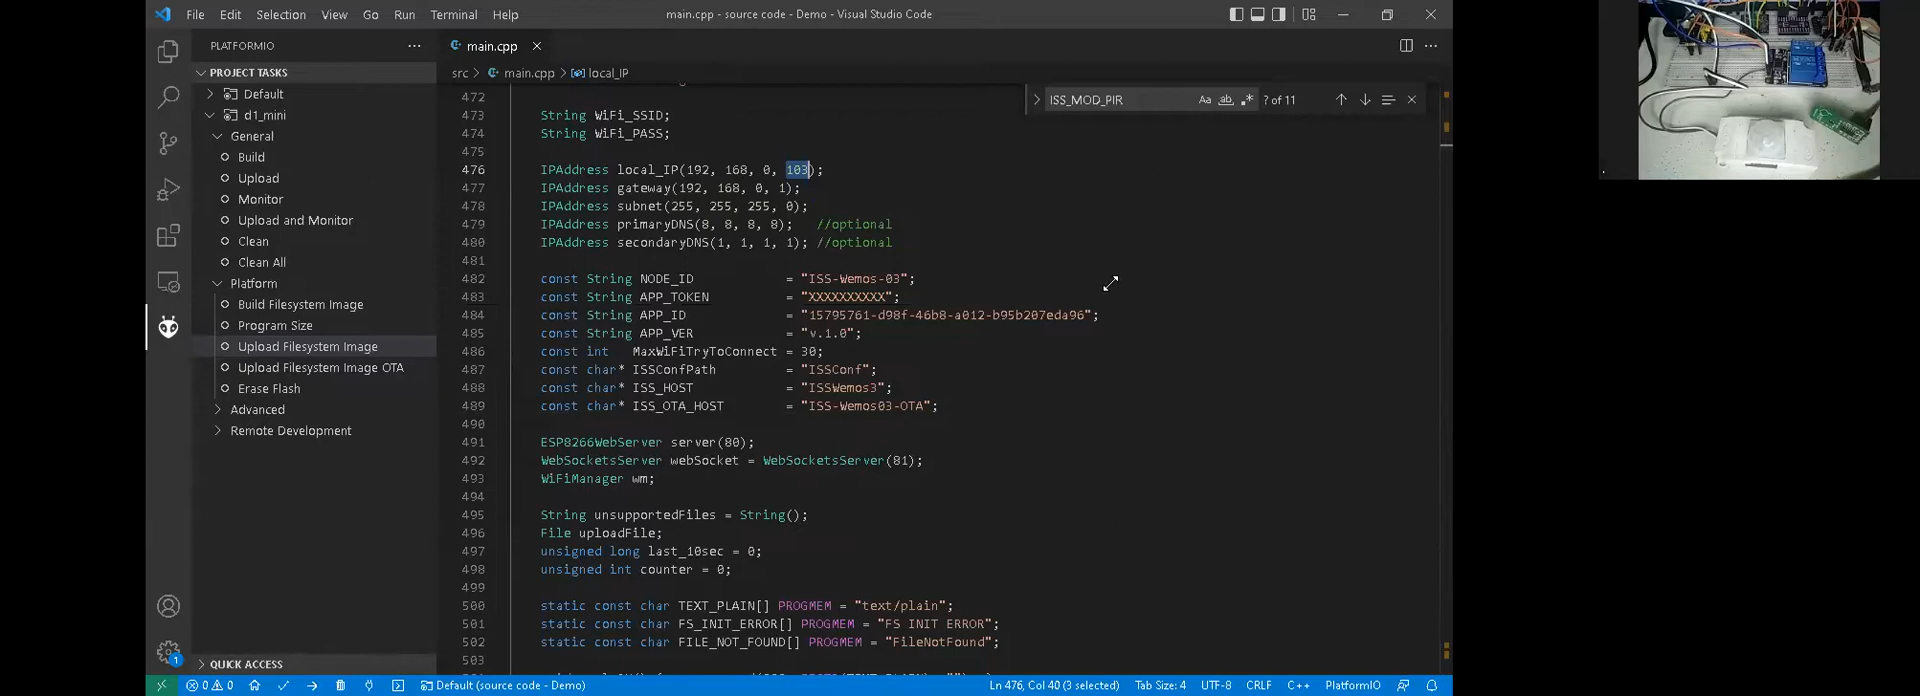 File Edit Selection View Go Run Terminal Help
main.cpp - source code - Demo - Visual Studio Code
PLATFORMIO
PROJECT TASKS
Default
d1_mini
General
Build
Upload
Monitor
Upload and Monitor
Clean
Clean All
Platform
Build Filesystem Image
Program Size
Upload Filesystem Image
Upload Filesystem Image OTA
Erase Flash
Advanced
Remote Development
QUICK ACCESS
main.cpp
src > main.cpp > local_IP
ISS_MOD_PIR Aa ab .* ? of 11
472
473 String WiFi_SSID;
474 String WiFi_PASS;
475
476 IPAddress local_IP(192, 168, 0, 103);
477 IPAddress gateway(192, 168, 0, 1);
478 IPAddress subnet(255, 255, 255, 0);
479 IPAddress primaryDNS(8, 8, 8, 8); //optional
480 IPAddress secondaryDNS(1, 1, 1, 1); //optional
481
482 const String NODE_ID = "ISS-Wemos-03";
483 const String APP_TOKEN = "XXXXXXXXXX";
484 const String APP_ID = "15795761-d98f-46b8-a012-b95b207eda96";
485 const String APP_VER = "v.1.0";
486 const int MaxWiFiTryToConnect = 30;
487 const char* ISSConfPath = "ISSConf";
488 const char* ISS_HOST = "ISSWemos3";
489 const char* ISS_OTA_HOST = "ISS-Wemos03-OTA";
490
491 ESP8266WebServer server(80);
492 WebSocketsServer webSocket = WebSocketsServer(81);
493 WiFiManager wm;
494
495 String unsupportedFiles = String();
496 File uploadFile;
497 unsigned long last_10sec = 0;
498 unsigned int counter = 0;
499
500 static const char TEXT_PLAIN[] PROGMEM = "text/plain";
501 static const char FS_INIT_ERROR[] PROGMEM = "FS INIT ERROR";
502 static const char FILE_NOT_FOUND[] PROGMEM = "FileNotFound";
503
1
0 0 Default (source code - Demo) Ln 476, Col 40 (3 selected) Tab Size: 4 UTF-8 CRLF C++ PlatformIO